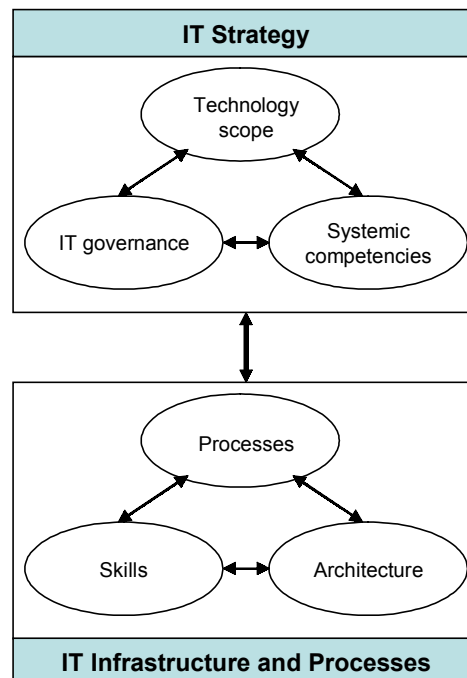 IT Strategy
Technology
scope
IT governance
Systemic
competencies
Processes
Skills
Architecture
IT Infrastructure and Processes